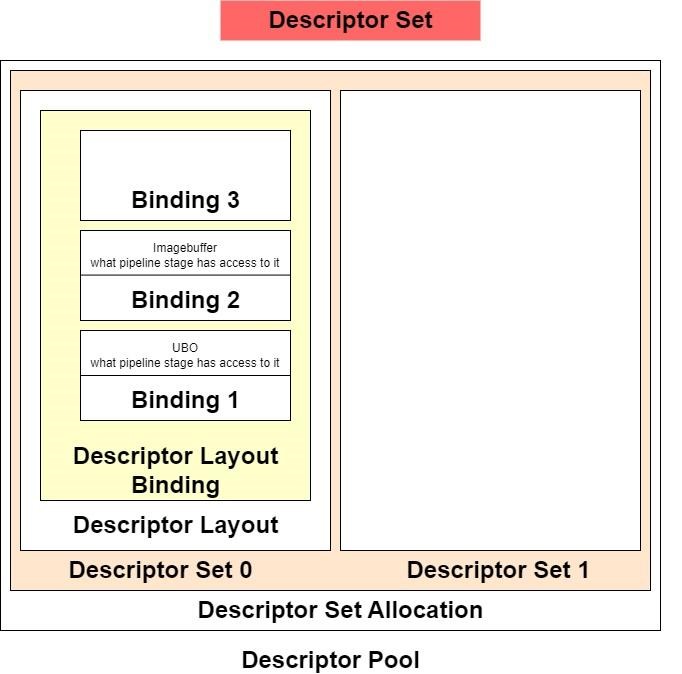 Descriptor Set
Binding 3
Imagebuffer
what pipeline stage has access to it
Binding 2
UBO
what pipeline stage has access to it
Binding 1
Descriptor Layout
Binding
Descriptor Layout
Descriptor Set 0
Descriptor Set 1
Descriptor Set Allocation
Descriptor Pool